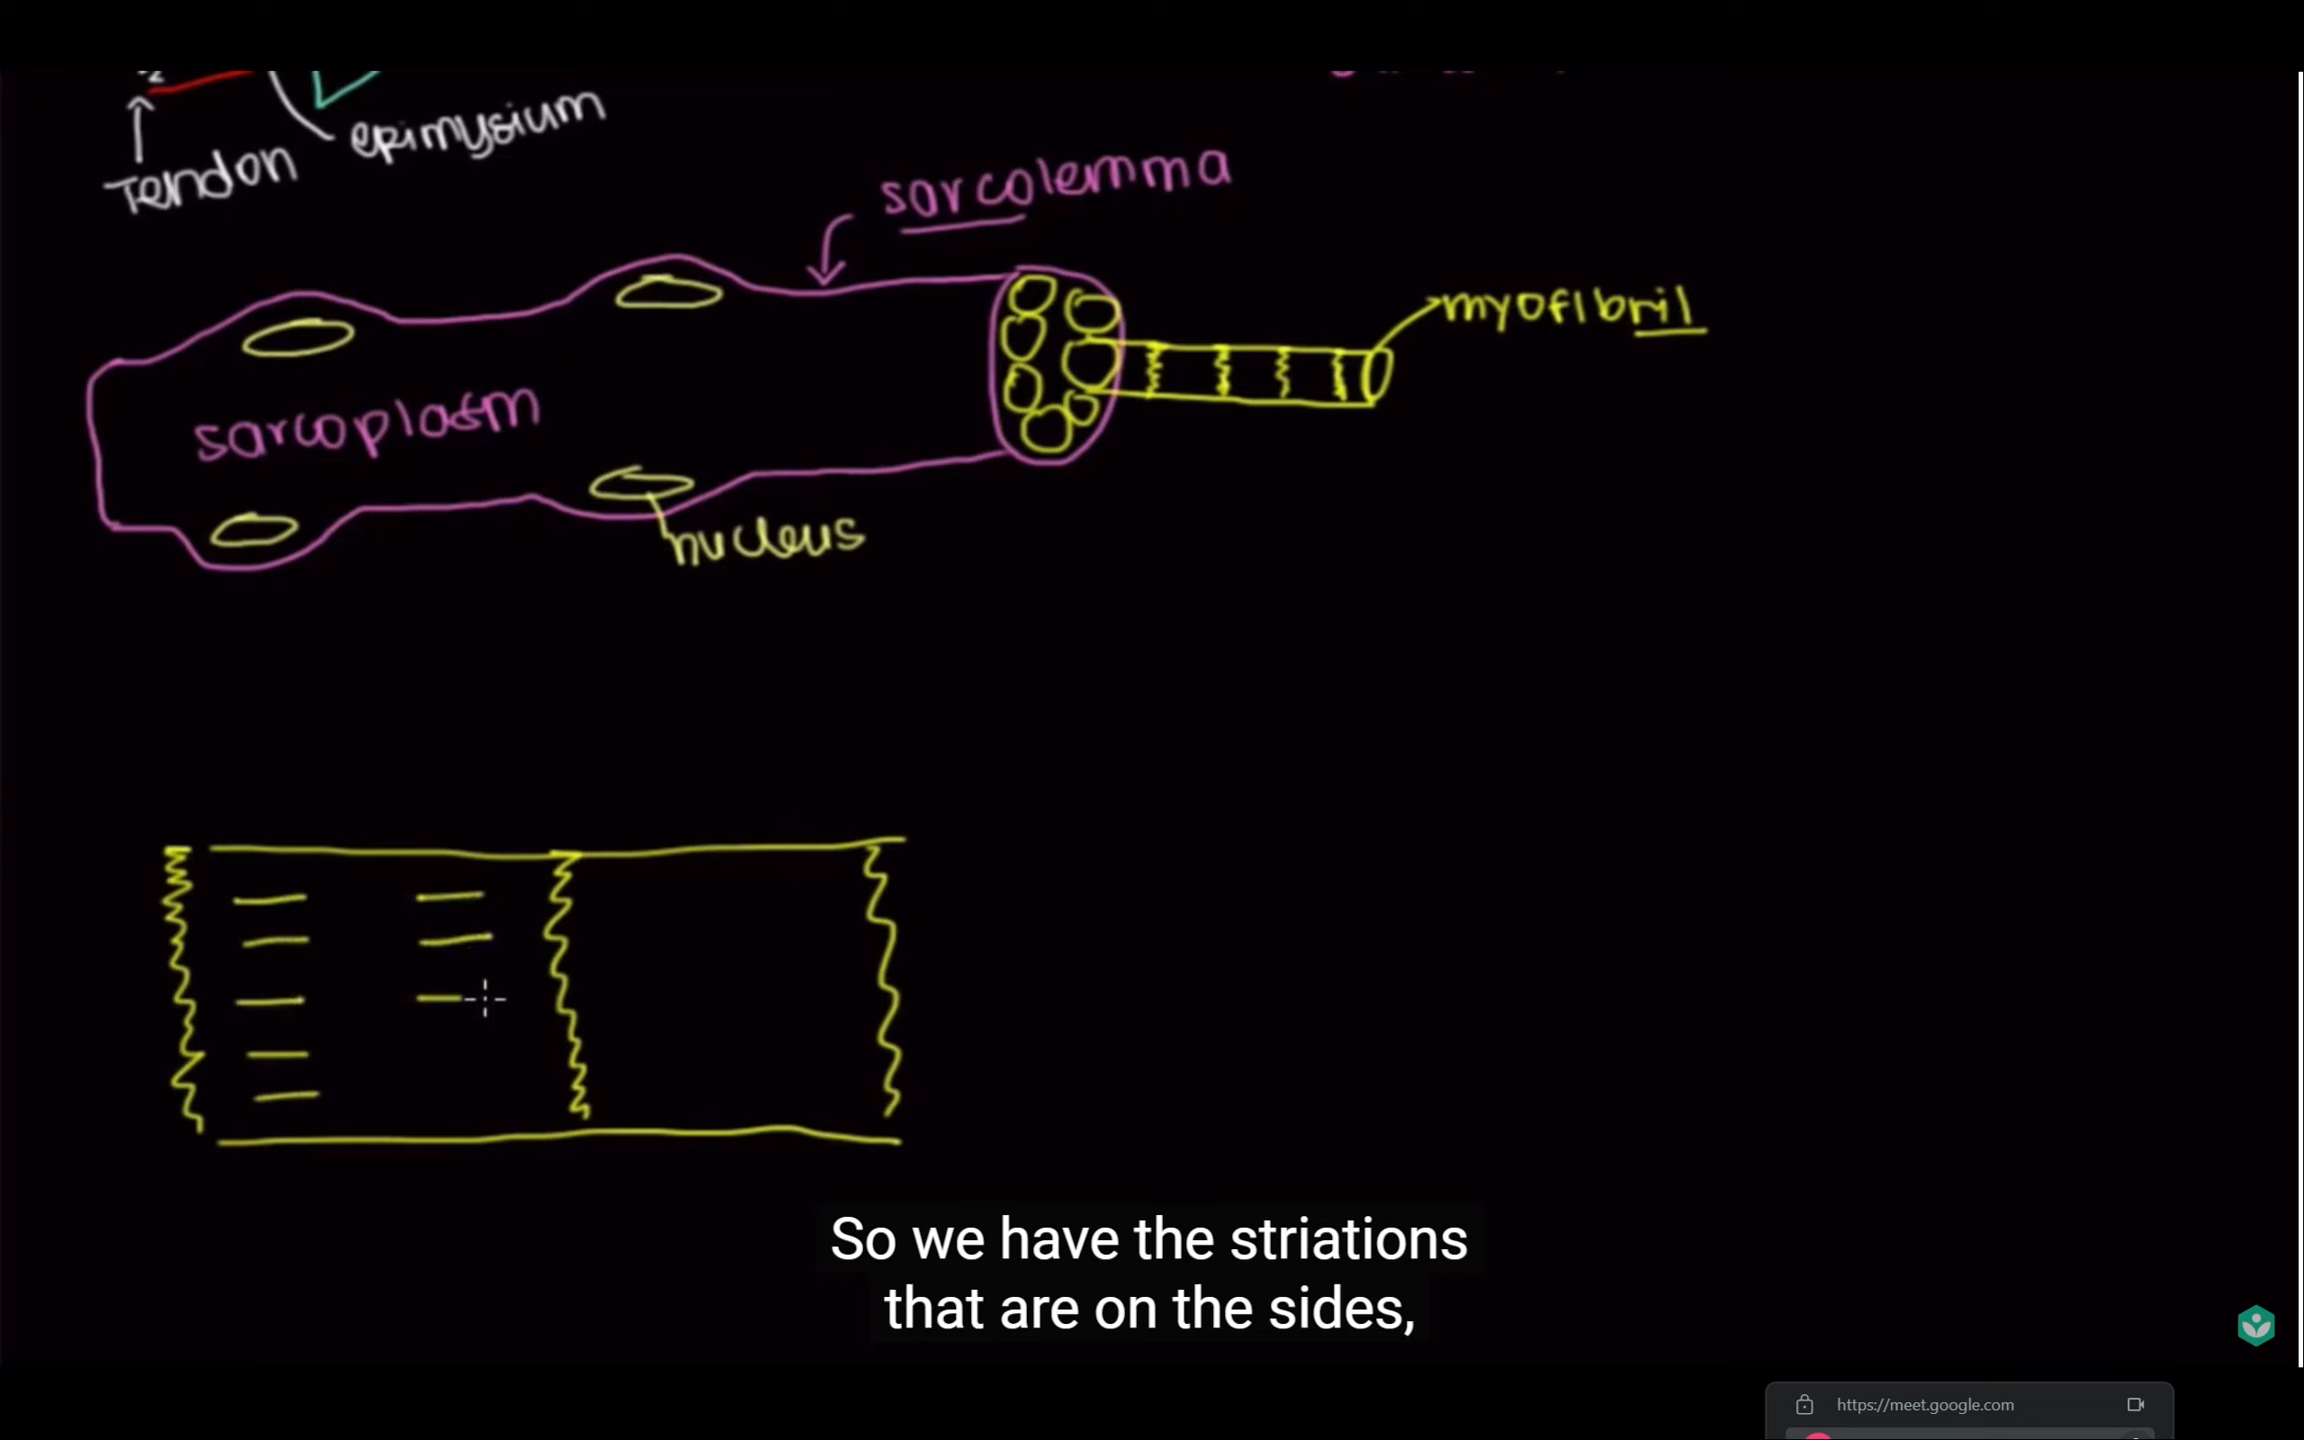 Tendon
epimysium
sarcolemma
myofibril
sarcoplasm
nucleus
So we have the striations
that are on the sides,
https://meet.google.com